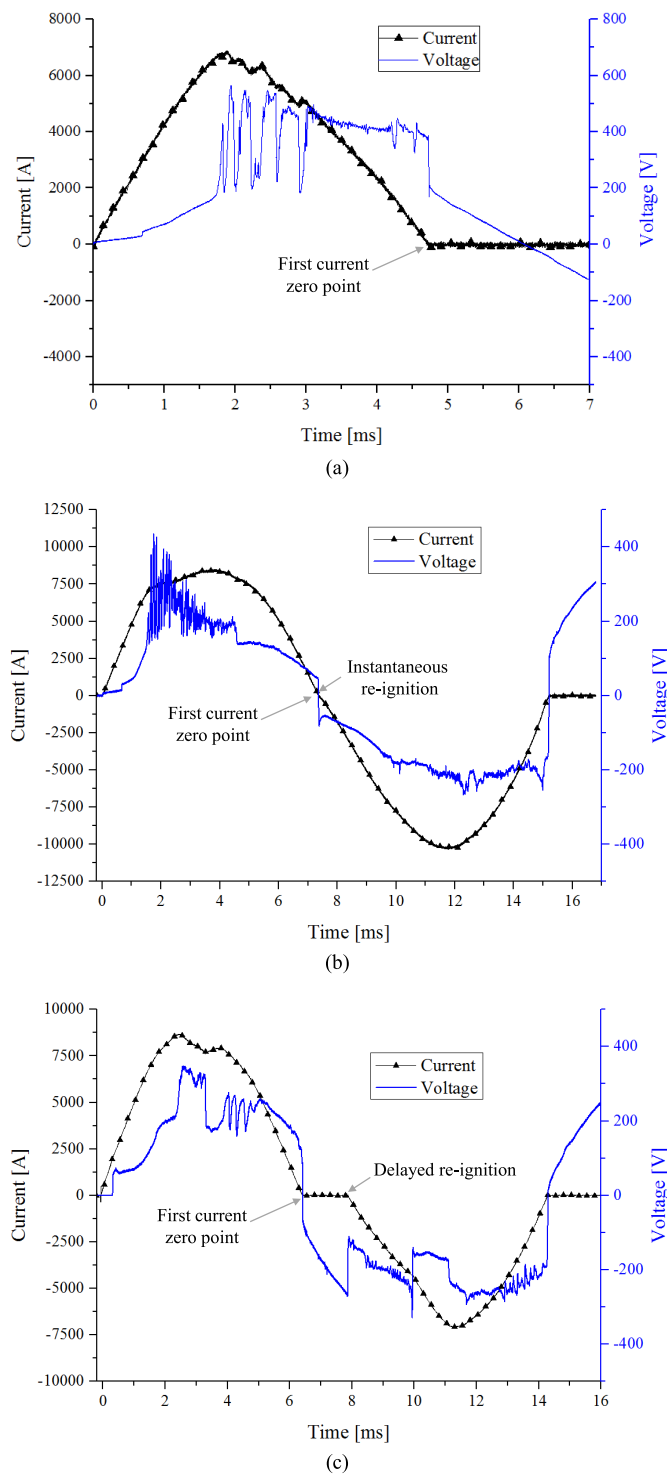 8000
6000
4000
2000
0
-2000
-4000
Current [A]
Current
Voltage
First current
zero point
800
600
400
200
0
-200
-400
Voltage [V]
0 1 2 3 4 5 6 7
Time [ms]
(a)
12500
10000
7500
5000
2500
0
-2500
-5000
-7500
-10000
-12500
Current [A]
Current
Voltage
Instantaneous
re-ignition
First current
zero point
400
200
0
-200
-400
Voltage [V]
0 2 4 6 8 10 12 14 16
Time [ms]
(b)
10000
7500
5000
2500
0
-2500
-5000
-7500
-10000
Current [A]
Current
Voltage
Delayed re-ignition
First current
zero point
400
200
0
-200
-400
Voltage [V]
0 2 4 6 8 10 12 14 16
Time [ms]
(c)